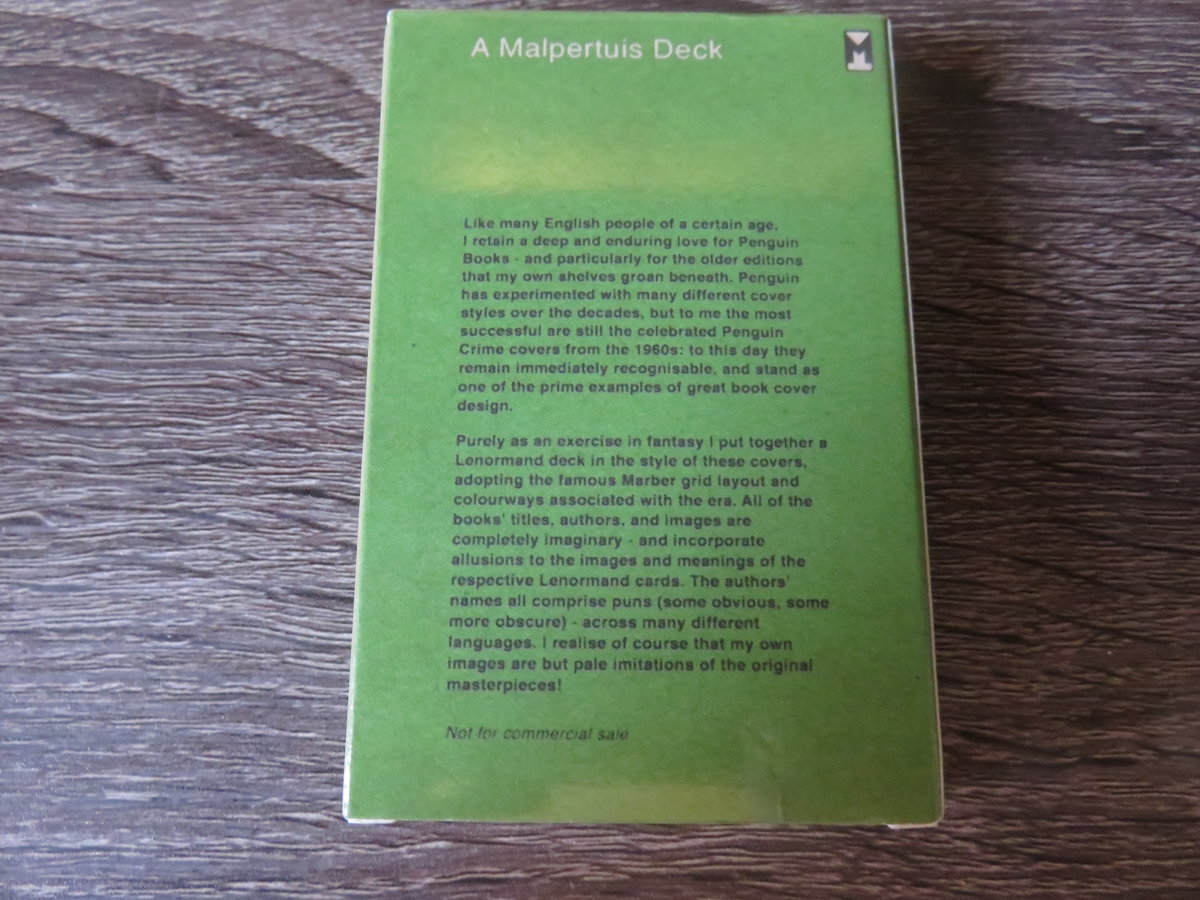 A Malpertuis Deck
M
Like many English people of a certain age,
I retain a deep and enduring love for Penguin
Books - and particularly for the older editions
that my own shelves groan beneath. Penguin
has experimented with many different cover
styles over the decades, but to me the most
successful are still the celebrated Penguin
Crime covers from the 1960s: to this day they
remain immediately recognisable, and stand as
one of the prime examples of great book cover
design.
Purely as an exercise in fantasy I put together a
Lenormand deck in the style of these covers,
adopting the famous Marber grid layout and
colourways associated with the era. All of the
books' titles, authors, and images are
completely imaginary - and incorporate
allusions to the images and meanings of the
respective Lenormand cards. The authors'
names all comprise puns (some obvious, some
more obscure) - across many different
languages. I realise of course that my own
images are but pale imitations of the original
masterpieces!
Not for commercial sale